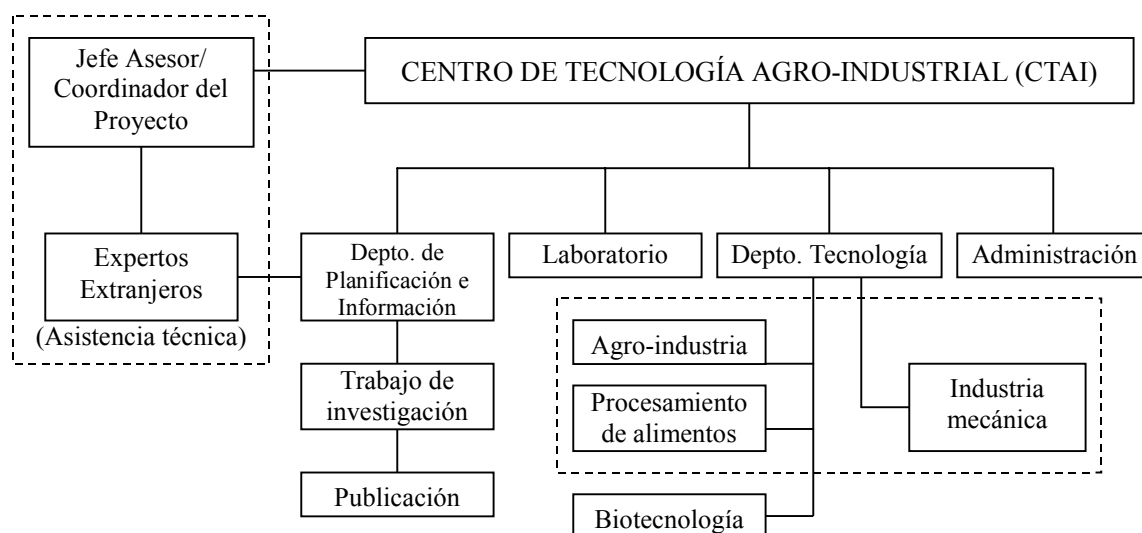 Jefe Asesor/
Coordinador del
Proyecto
CENTRO DE TECNOLOGÍA AGRO-INDUSTRIAL (CTAI)
Expertos
Extranjeros
(Asistencia técnica)
Depto. de
Planificación e
Información
Laboratorio
Depto. Tecnología
Administración
Trabajo de
investigación
Publicación
Agro-industria
Procesamiento
de alimentos
Industria
mecánica
Biotecnología